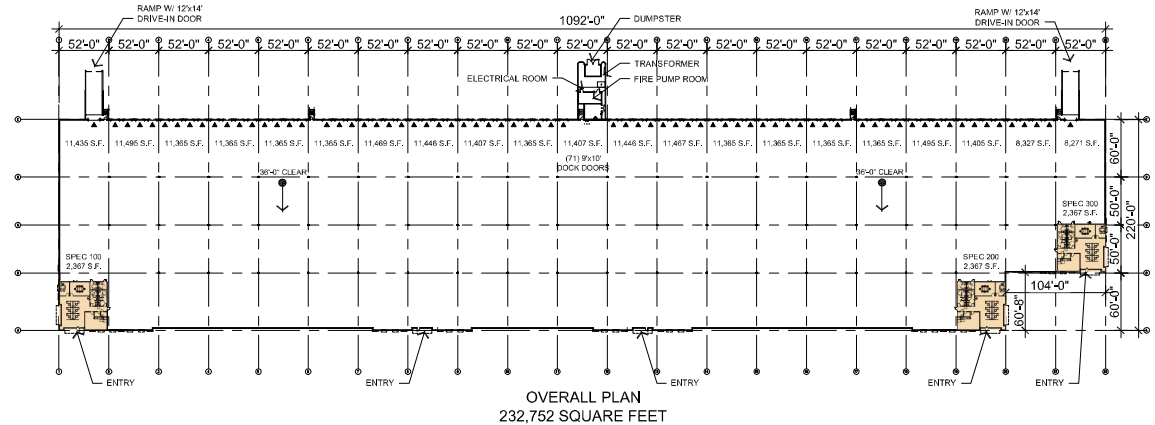 RAMP W/ 12'x14'
DRIVE-IN DOOR
1092'-0"
DUMPSTER
RAMP W/ 12'x14'
DRIVE-IN DOOR
52'-0" 52'-0" 52'-0" 52'-0" 52'-0" 52'-0" 52'-0" 52'-0" 52'-0" 52'-0" 52'-0" 52'-0" 52'-0" 52'-0" 52'-0" 52'-0" 52'-0" 52'-0" 52'-0" 52'-0" 52'-0"
TRANSFORMER
ELECTRICAL ROOM
FIRE PUMP ROOM
11,435 S.F. 11,495 S.F. 11,365 S.F. 11,365 S.F. 11,365 S.F. 11,365 S.F. 11,469 S.F. 11,446 S.F. 11,407 S.F. 11,365 S.F. 11,407 S.F. 11,446 S.F. 11,467 S.F. 11,365 S.F. 11,365 S.F. 11,365 S.F. 11,365 S.F. 11,495 S.F. 11,405 S.F. 8,327 S.F. 8,271 S.F.
60'-0"
(71) 9'x10'
DOCK DOORS
36'-0" CLEAR
36'-0" CLEAR
50'-0"
220'-0"
SPEC 300
2,367 S.F.
50'-0"
SPEC 100
2,367 S.F.
SPEC 200
2,367 S.F.
104'-0"
60'-8"
60'-0"
ENTRY
ENTRY
ENTRY
ENTRY
ENTRY
OVERALL PLAN
232,752 SQUARE FEET